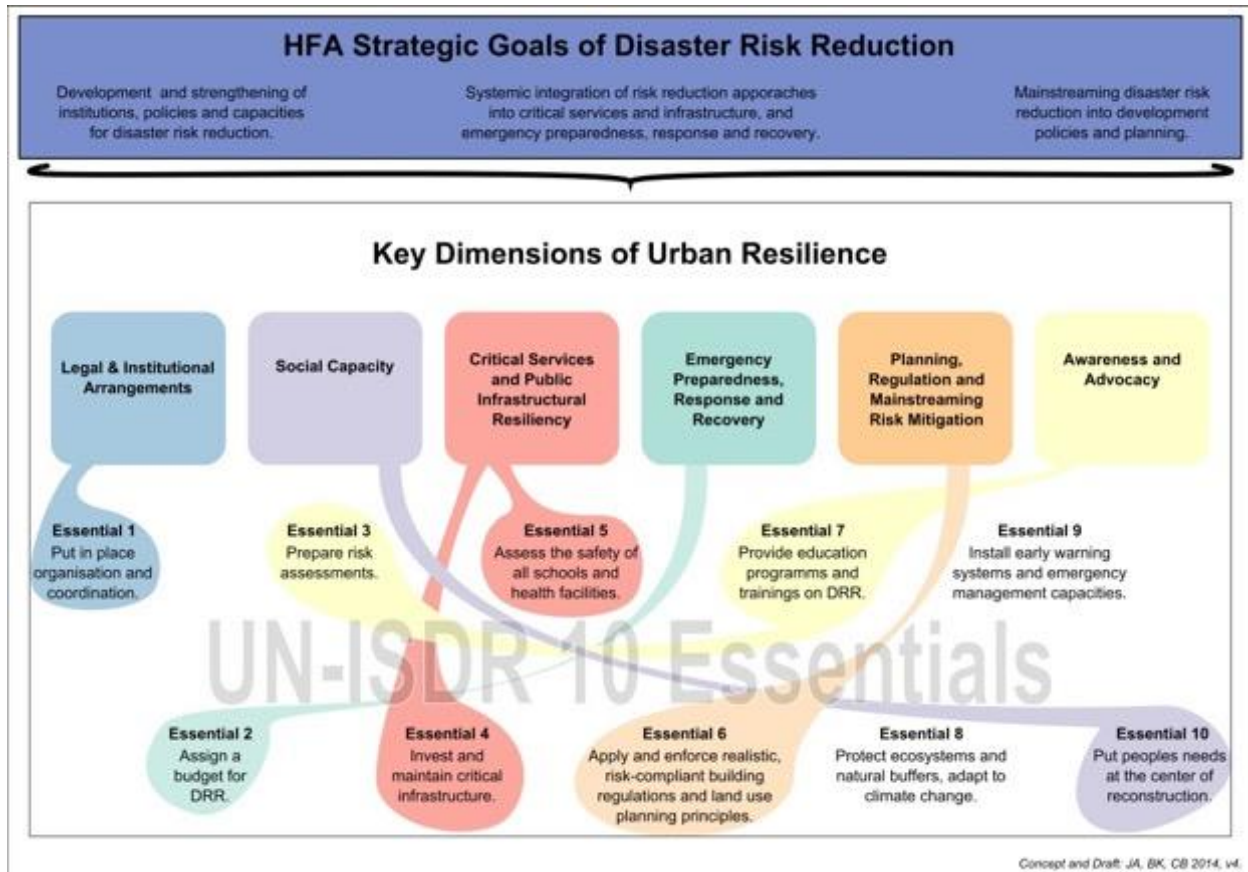 HFA Strategic Goals of Disaster Risk Reduction
Development and strengthening of
institutions, policies and capacities
for disaster risk reduction.
Systemic integration of risk reduction apporaches
into critical services and infrastructure, and
emergency preparedness, response and recovery.
Mainstreaming disaster risk
reduction into development
policies and planning.
Key Dimensions of Urban Resilience
Legal & Institutional
Arrangements
Social Capacity
Critical Services
and Public
Infrastructural
Resiliency
Emergency
Preparedness,
Response and
Recovery
Planning,
Regulation and
Mainstreaming
Risk Mitigation
Awareness and
Advocacy
Essential 1
Put in place
organisation and
coordination.
Essential 3
Prepare risk
assessments.
Essential 5
Assess the safety of
all schools and
health facilities.
Essential 7
Provide education
programms and
trainings on DRR.
Essential 9
Install early warning
systems and emergency
management capacities.
UN-ISDR 10 Essentials
Essential 2
Assign a
budget for
DRR.
Essential 4
Invest and
maintain critical
infrastructure.
Essential 6
Apply and enforce realistic,
risk-compliant building
regulations and land use
planning principles.
Essential 8
Protect ecosystems and
natural buffers, adapt to
climate change.
Essential 10
Put peoples needs
at the center of
reconstruction.
Concept and Draft: JA, BK, CB 2014, v4.